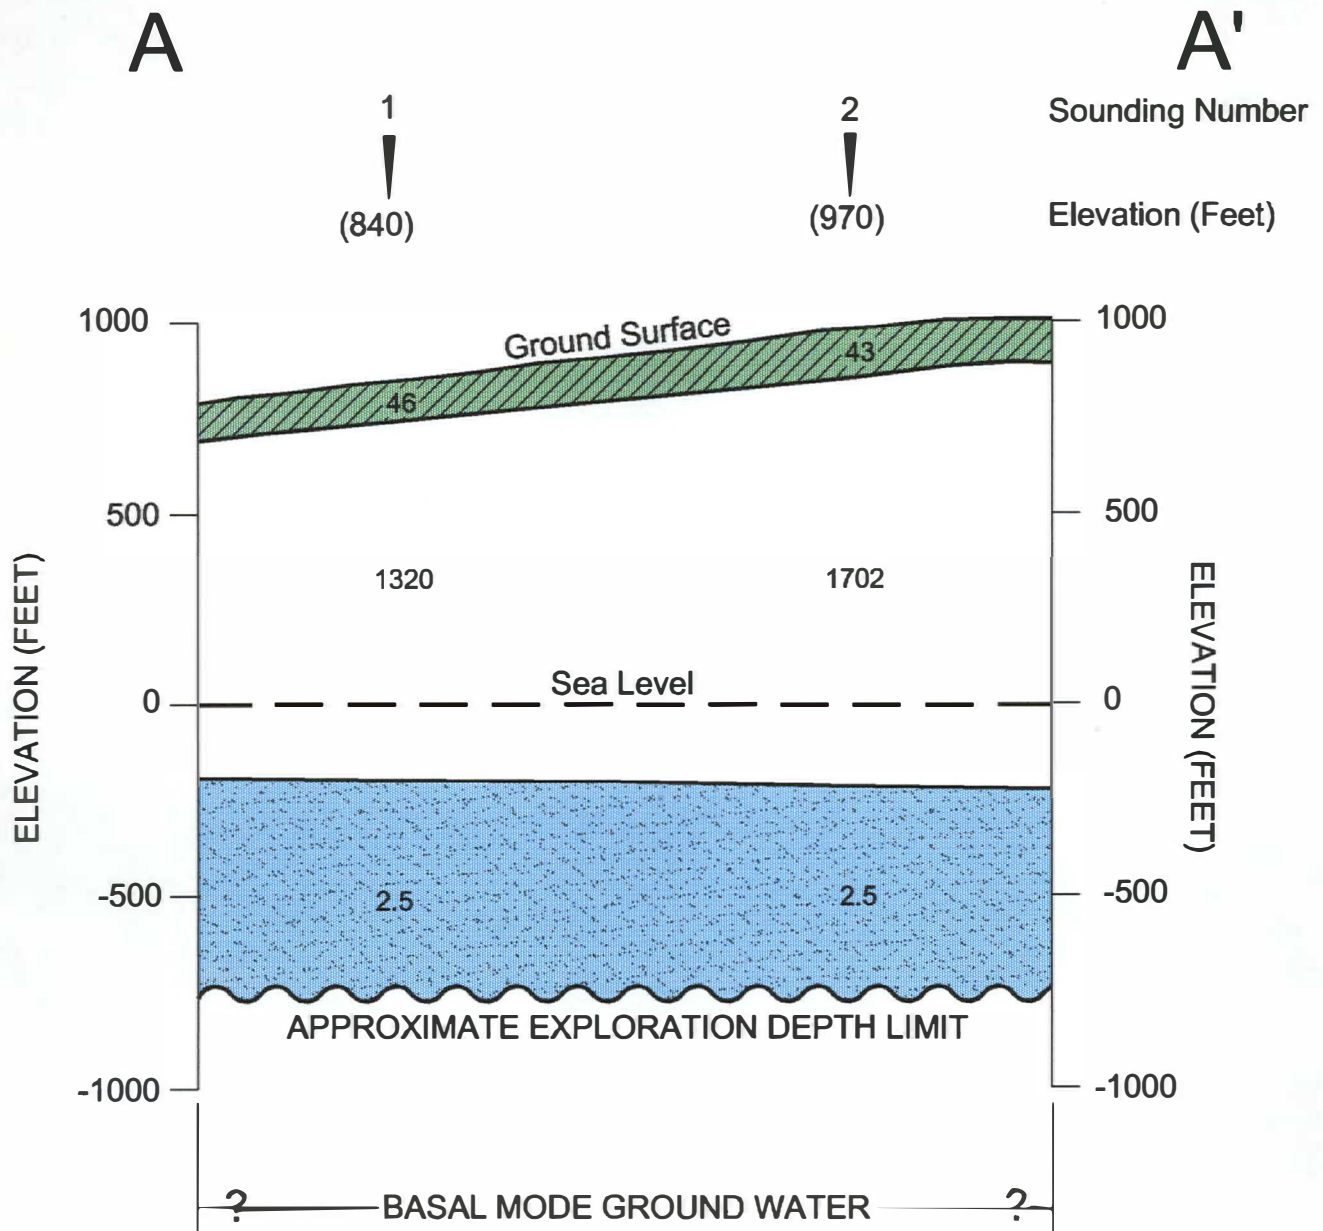 A A'
1 2 Sounding Number
(840) (970) Elevation (Feet)
1000 Ground Surface 1000
43
46
500 500
ELEVATION (FEET) 1320 1702 ELEVATION (FEET)
Sea Level
0 0
-500 2.5 2.5 -500
APPROXIMATE EXPLORATION DEPTH LIMIT
-1000 -1000
? BASAL MODE GROUND WATER ?